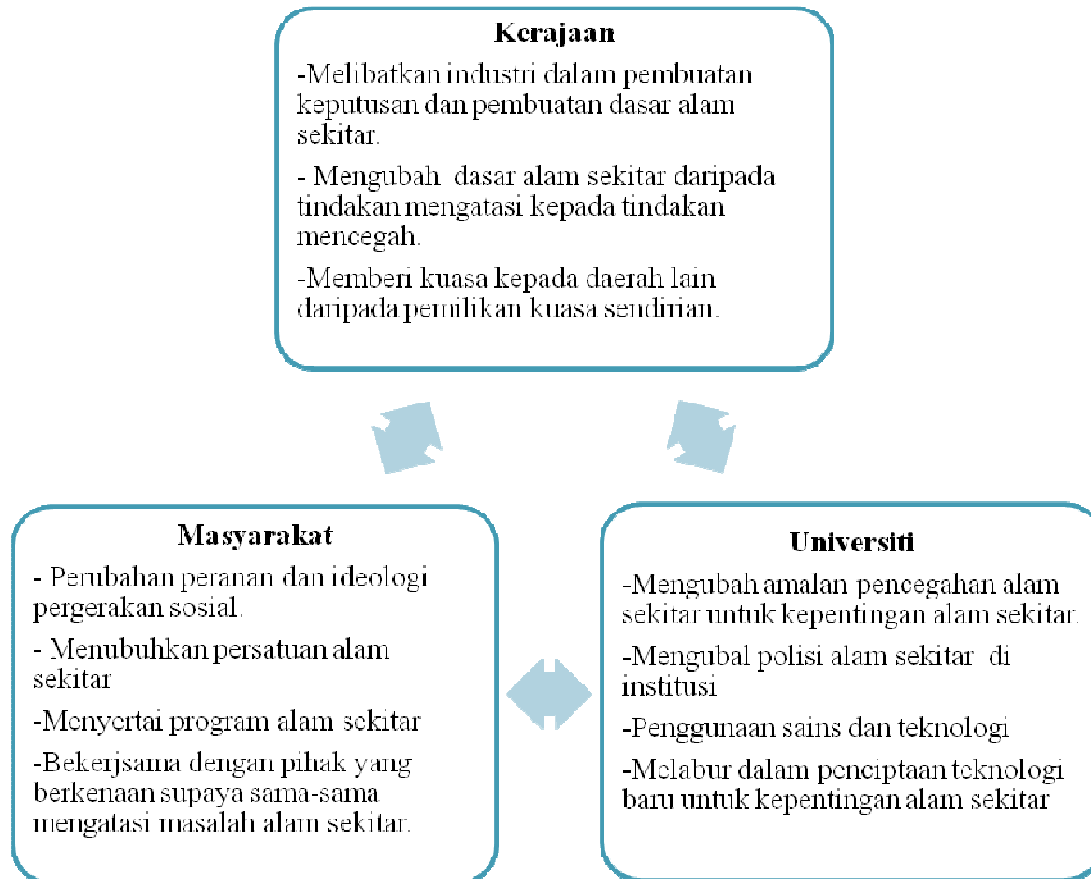 Kerajaan
-Melibatkan industri dalam pembuatan
keputusan dan pembuatan dasar alam
sekitar.
- Mengubah dasar alam sekitar daripada
tindakan mengatasi kepada tindakan
mencegah.
-Memberi kuasa kepada daerah lain
daripada pemilikan kuasa sendirian.
Masyarakat
- Perubahan peranan dan ideologi
pergerakan sosial.
- Menubuhkan persatuan alam
sekitar
-Menyertai program alam sekitar
-Bekerjsama dengan pihak yang
berkenaan supaya sama-sama
mengatasi masalah alam sekitar.
Universiti
-Mengubah amalan pencegahan alam
sekitar untuk kepentingan alam sekitar.
-Mengubal polisi alam sekitar di
institusi
-Penggunaan sains dan teknologi
-Melabur dalam penciptaan teknologi
baru untuk kepentingan alam sekitar